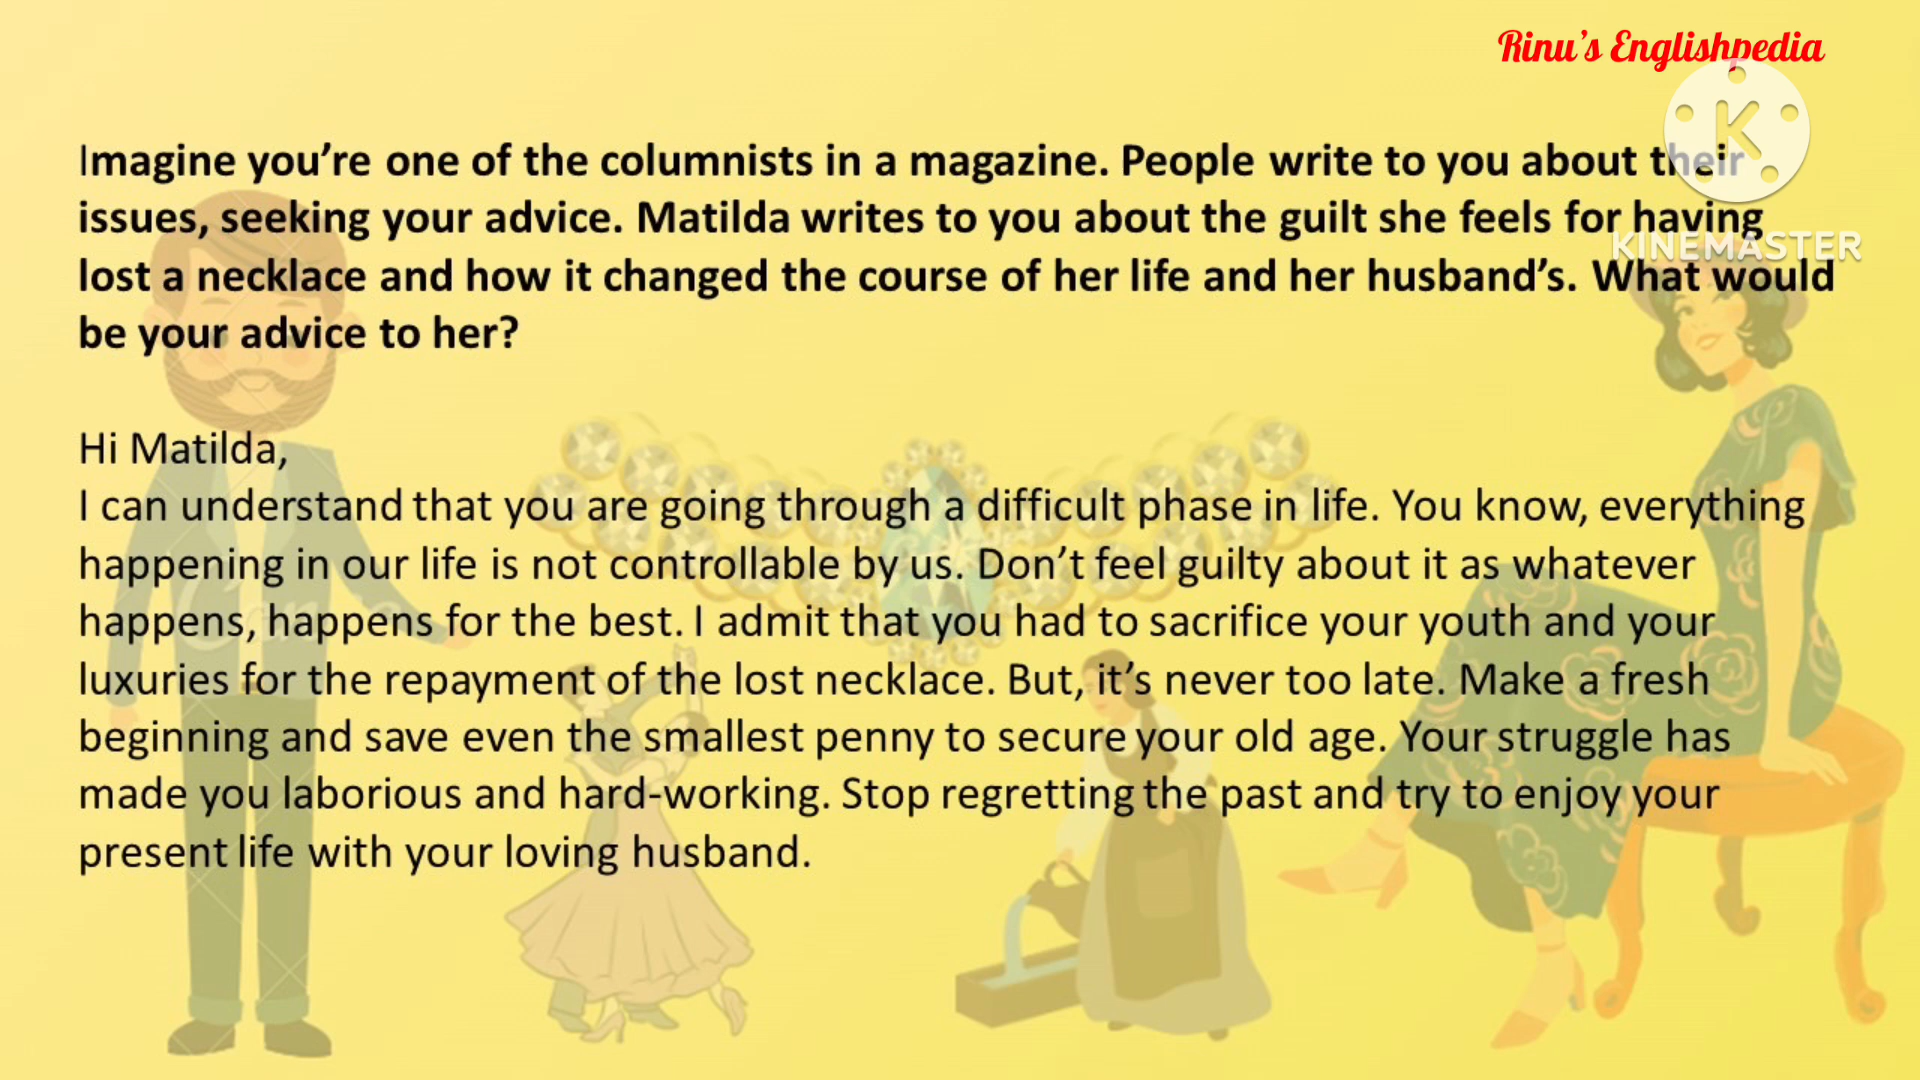 Rinu's Englishpedia
Imagine you're one of the columnists in a magazine. People write to you about their
issues, seeking your advice. Matilda writes to you about the guilt she feels for having
KINEMASTER
lost a necklace and how it changed the course of her life and her husband's. What would
be your advice to her?
Hi Matilda,
I can understand that you are going through a difficult phase in life. You know, everything
happening in our life is not controllable by us. Don't feel guilty about it as whatever
happens, happens for the best. I admit that you had to sacrifice your youth and your
luxuries for the repayment of the lost necklace. But, it's never too late. Make a fresh
beginning and save even the smallest penny to secure your old age. Your struggle has
made you laborious and hard-working. Stop regretting the past and try to enjoy your
present life with your loving husband.